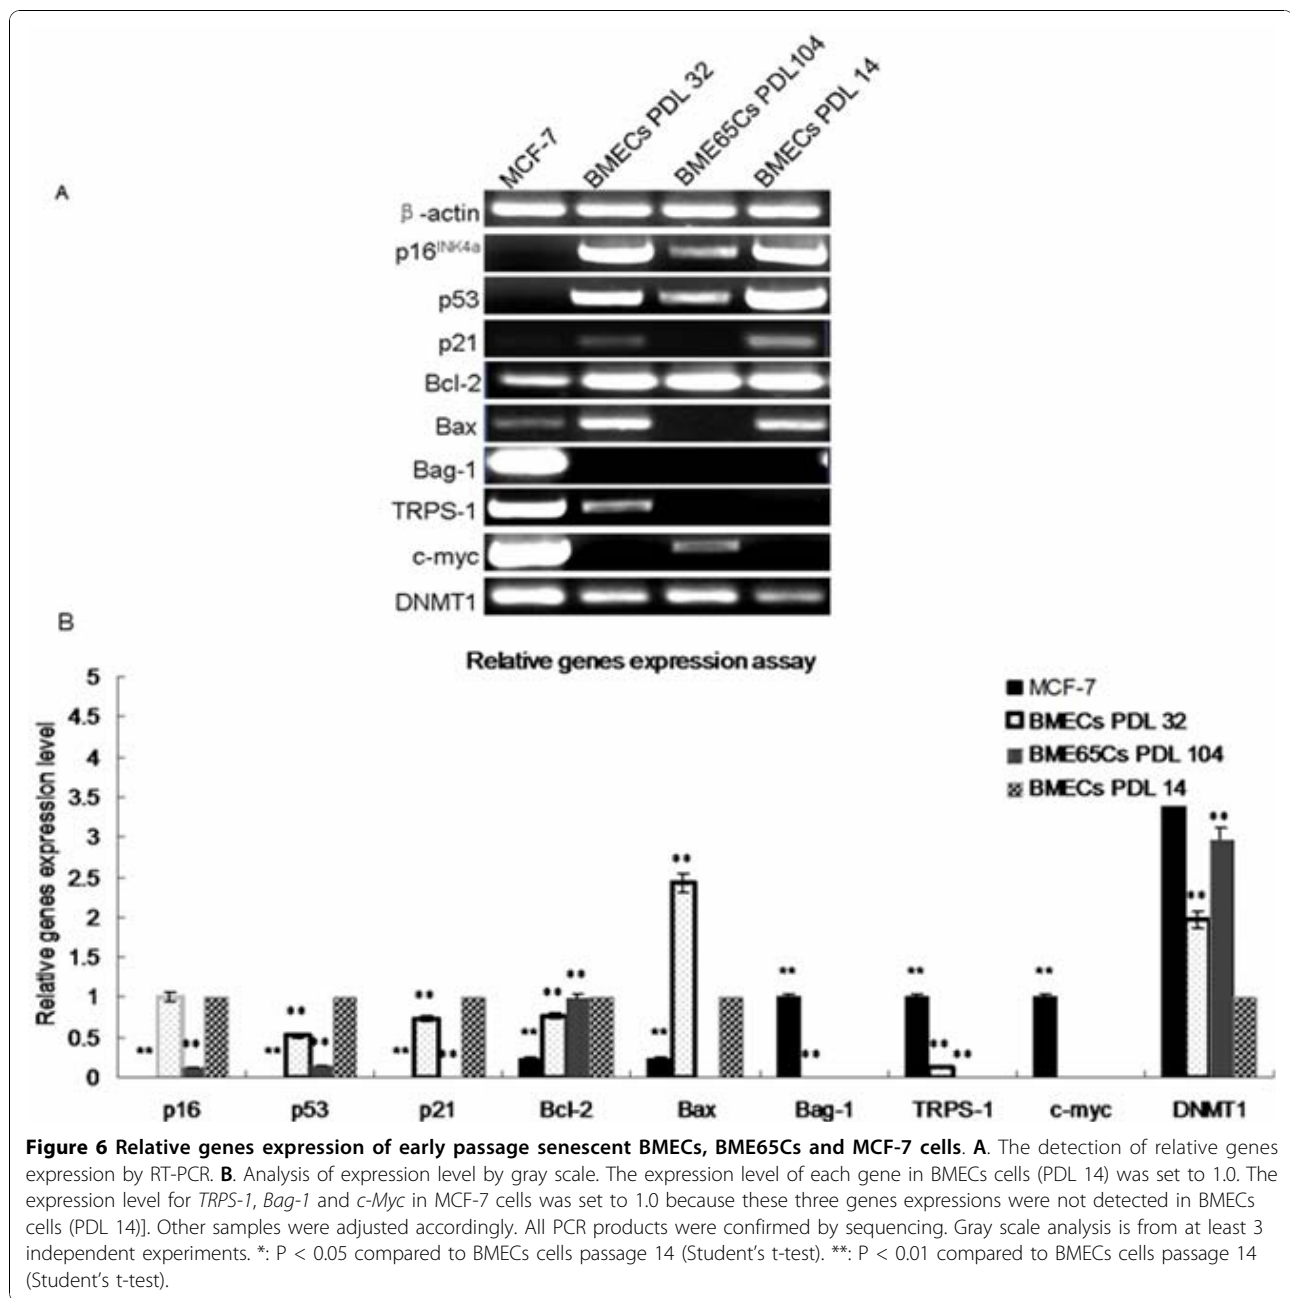 A
MCF-7
BMECs PDL 32
BME65Cs PDL104
BMECs PDL 14
β-actin
p16INK4a
p53
p21
Bcl-2
Bax
Bag-1
TRPS-1
c-myc
DNMT1
B
Relative genes expression assay
Relative genes expression level
5
4.5
4
3.5
3
2.5
2
1.5
1
0.5
0
MCF-7
BMECs PDL 32
BME65Cs PDL 104
BMECs PDL 14
** ** ** ** ** ** ** ** ** ** ** ** ** ** ** ** ** ** ** **
p16 p53 p21 Bcl-2 Bax Bag-1 TRPS-1 c-myc DNMT1
Figure 6 Relative genes expression of early passage senescent BMECs, BME65Cs and MCF-7 cells. A. The detection of relative genes
expression by RT-PCR. B. Analysis of expression level by gray scale. The expression level of each gene in BMECs cells (PDL 14) was set to 1.0. The
expression level for TRPS-1, Bag-1 and c-Myc in MCF-7 cells was set to 1.0 because these three genes expressions were not detected in BMECs
cells (PDL 14)]. Other samples were adjusted accordingly. All PCR products were confirmed by sequencing. Gray scale analysis is from at least 3
independent experiments. *: P < 0.05 compared to BMECs cells passage 14 (Student's t-test). **: P < 0.01 compared to BMECs cells passage 14
(Student's t-test).